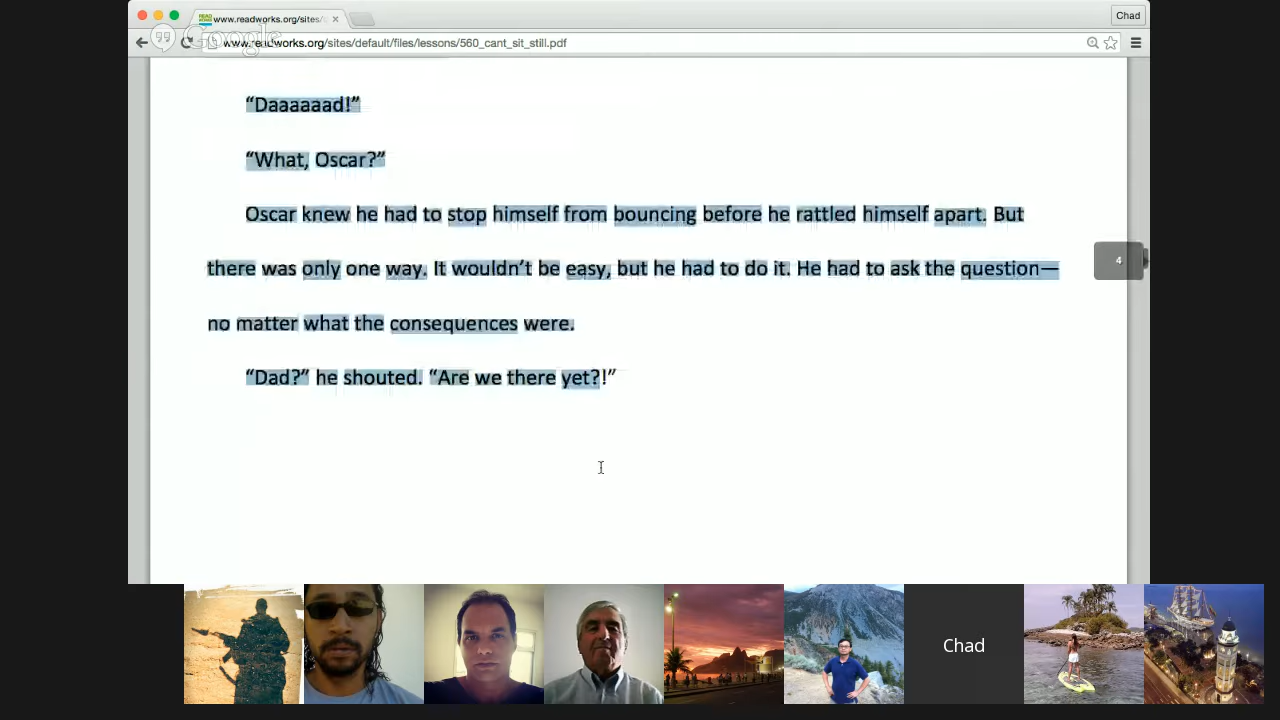 www.readworks.org/sites/
Chad
Google
www.readworks.org/sites/default/files/lessons/560_cant_sit_still.pdf
“Daaaaaad!”
“What, Oscar?”
Oscar knew he had to stop himself from bouncing before he rattled himself apart. But
there was only one way. It wouldn’t be easy, but he had to do it. He had to ask the question—
no matter what the consequences were.
“Dad?” he shouted. “Are we there yet?!”
4
Chad